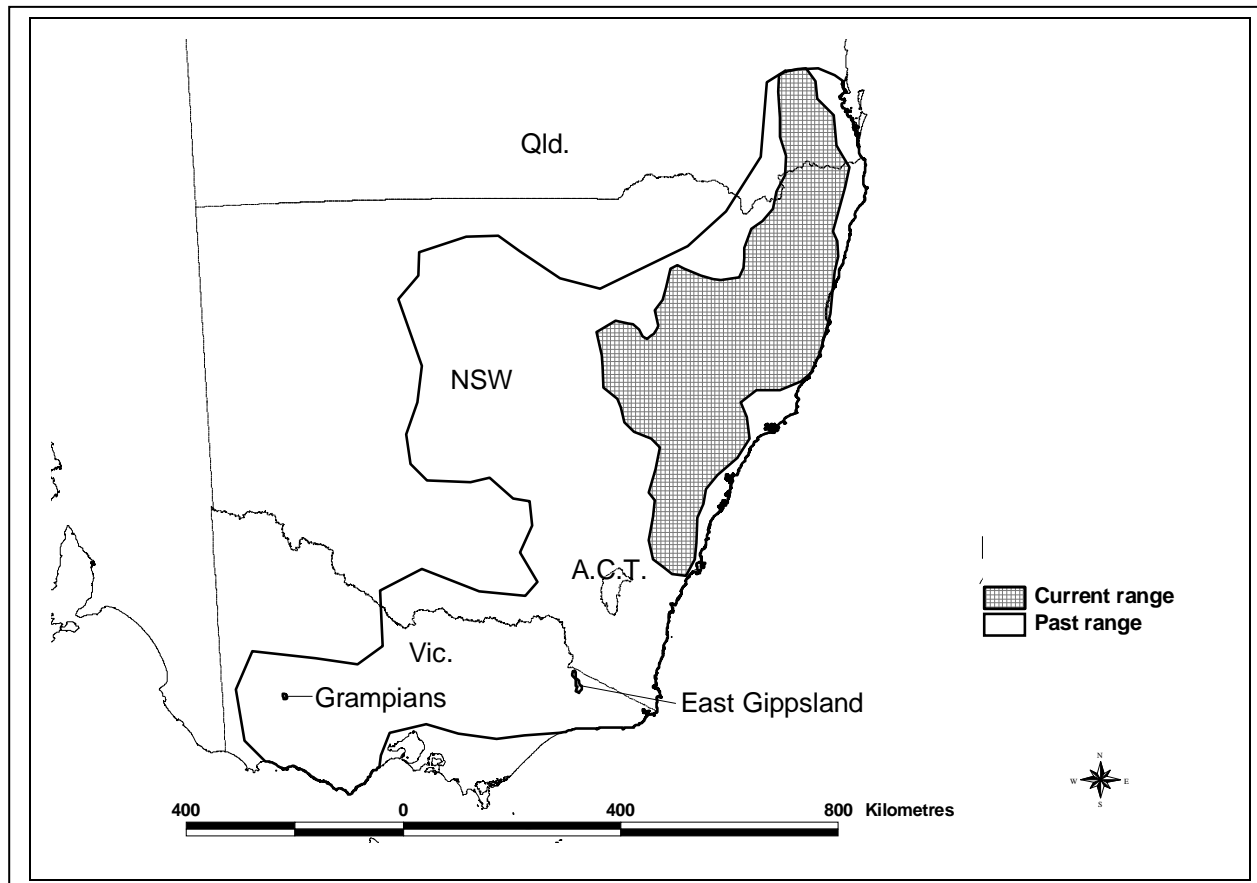 Qld.
NSW
A.C.T.
Current range
Past range
Vic.
Grampians
East Gippsland
N
W E
S
400 0 400 800 Kilometres